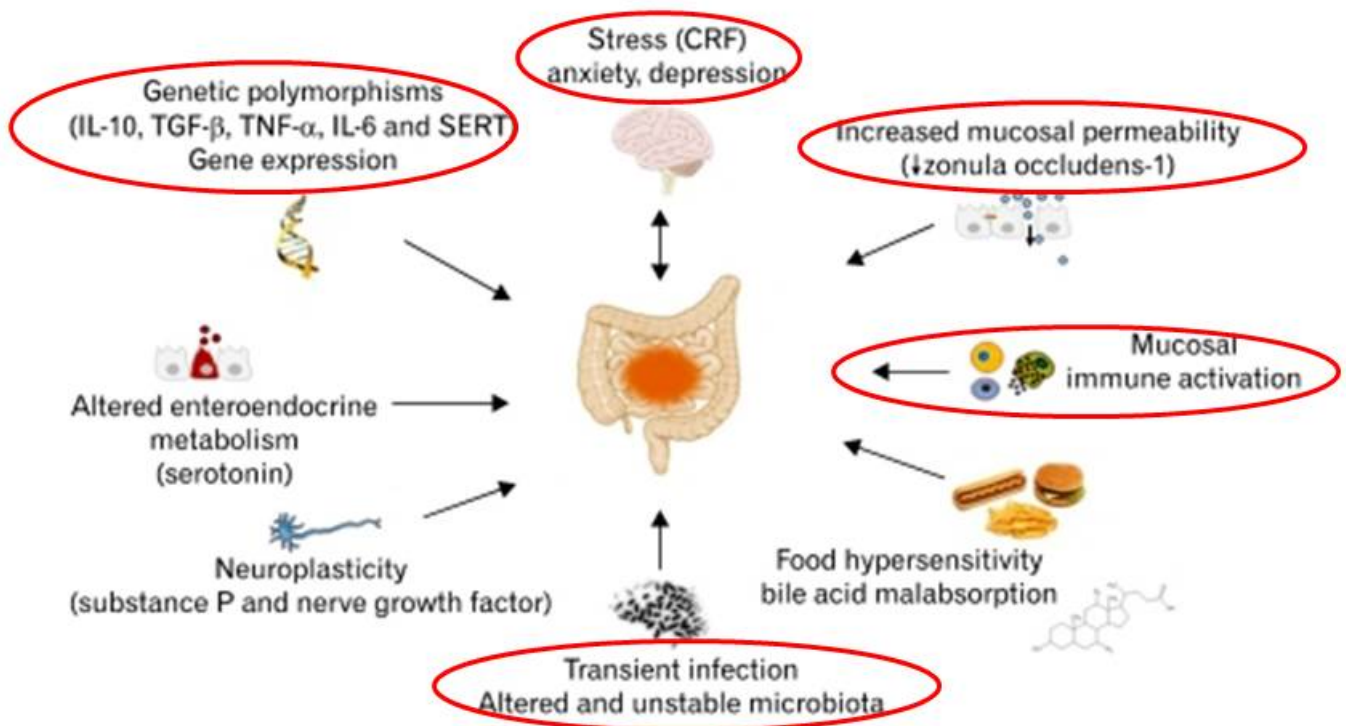 Stress (CRF)
anxiety, depression
Genetic polymorphisms
(IL-10, TGF-β, TNF-α, IL-6 and SERT)
Gene expression
Increased mucosal permeability
(↓zonula occludens-1)
Mucosal
immune activation
Altered enteroendocrine
metabolism
(serotonin)
Neuroplasticity
(substance P and nerve growth factor)
Food hypersensitivity
bile acid malabsorption
Transient infection
Altered and unstable microbiota